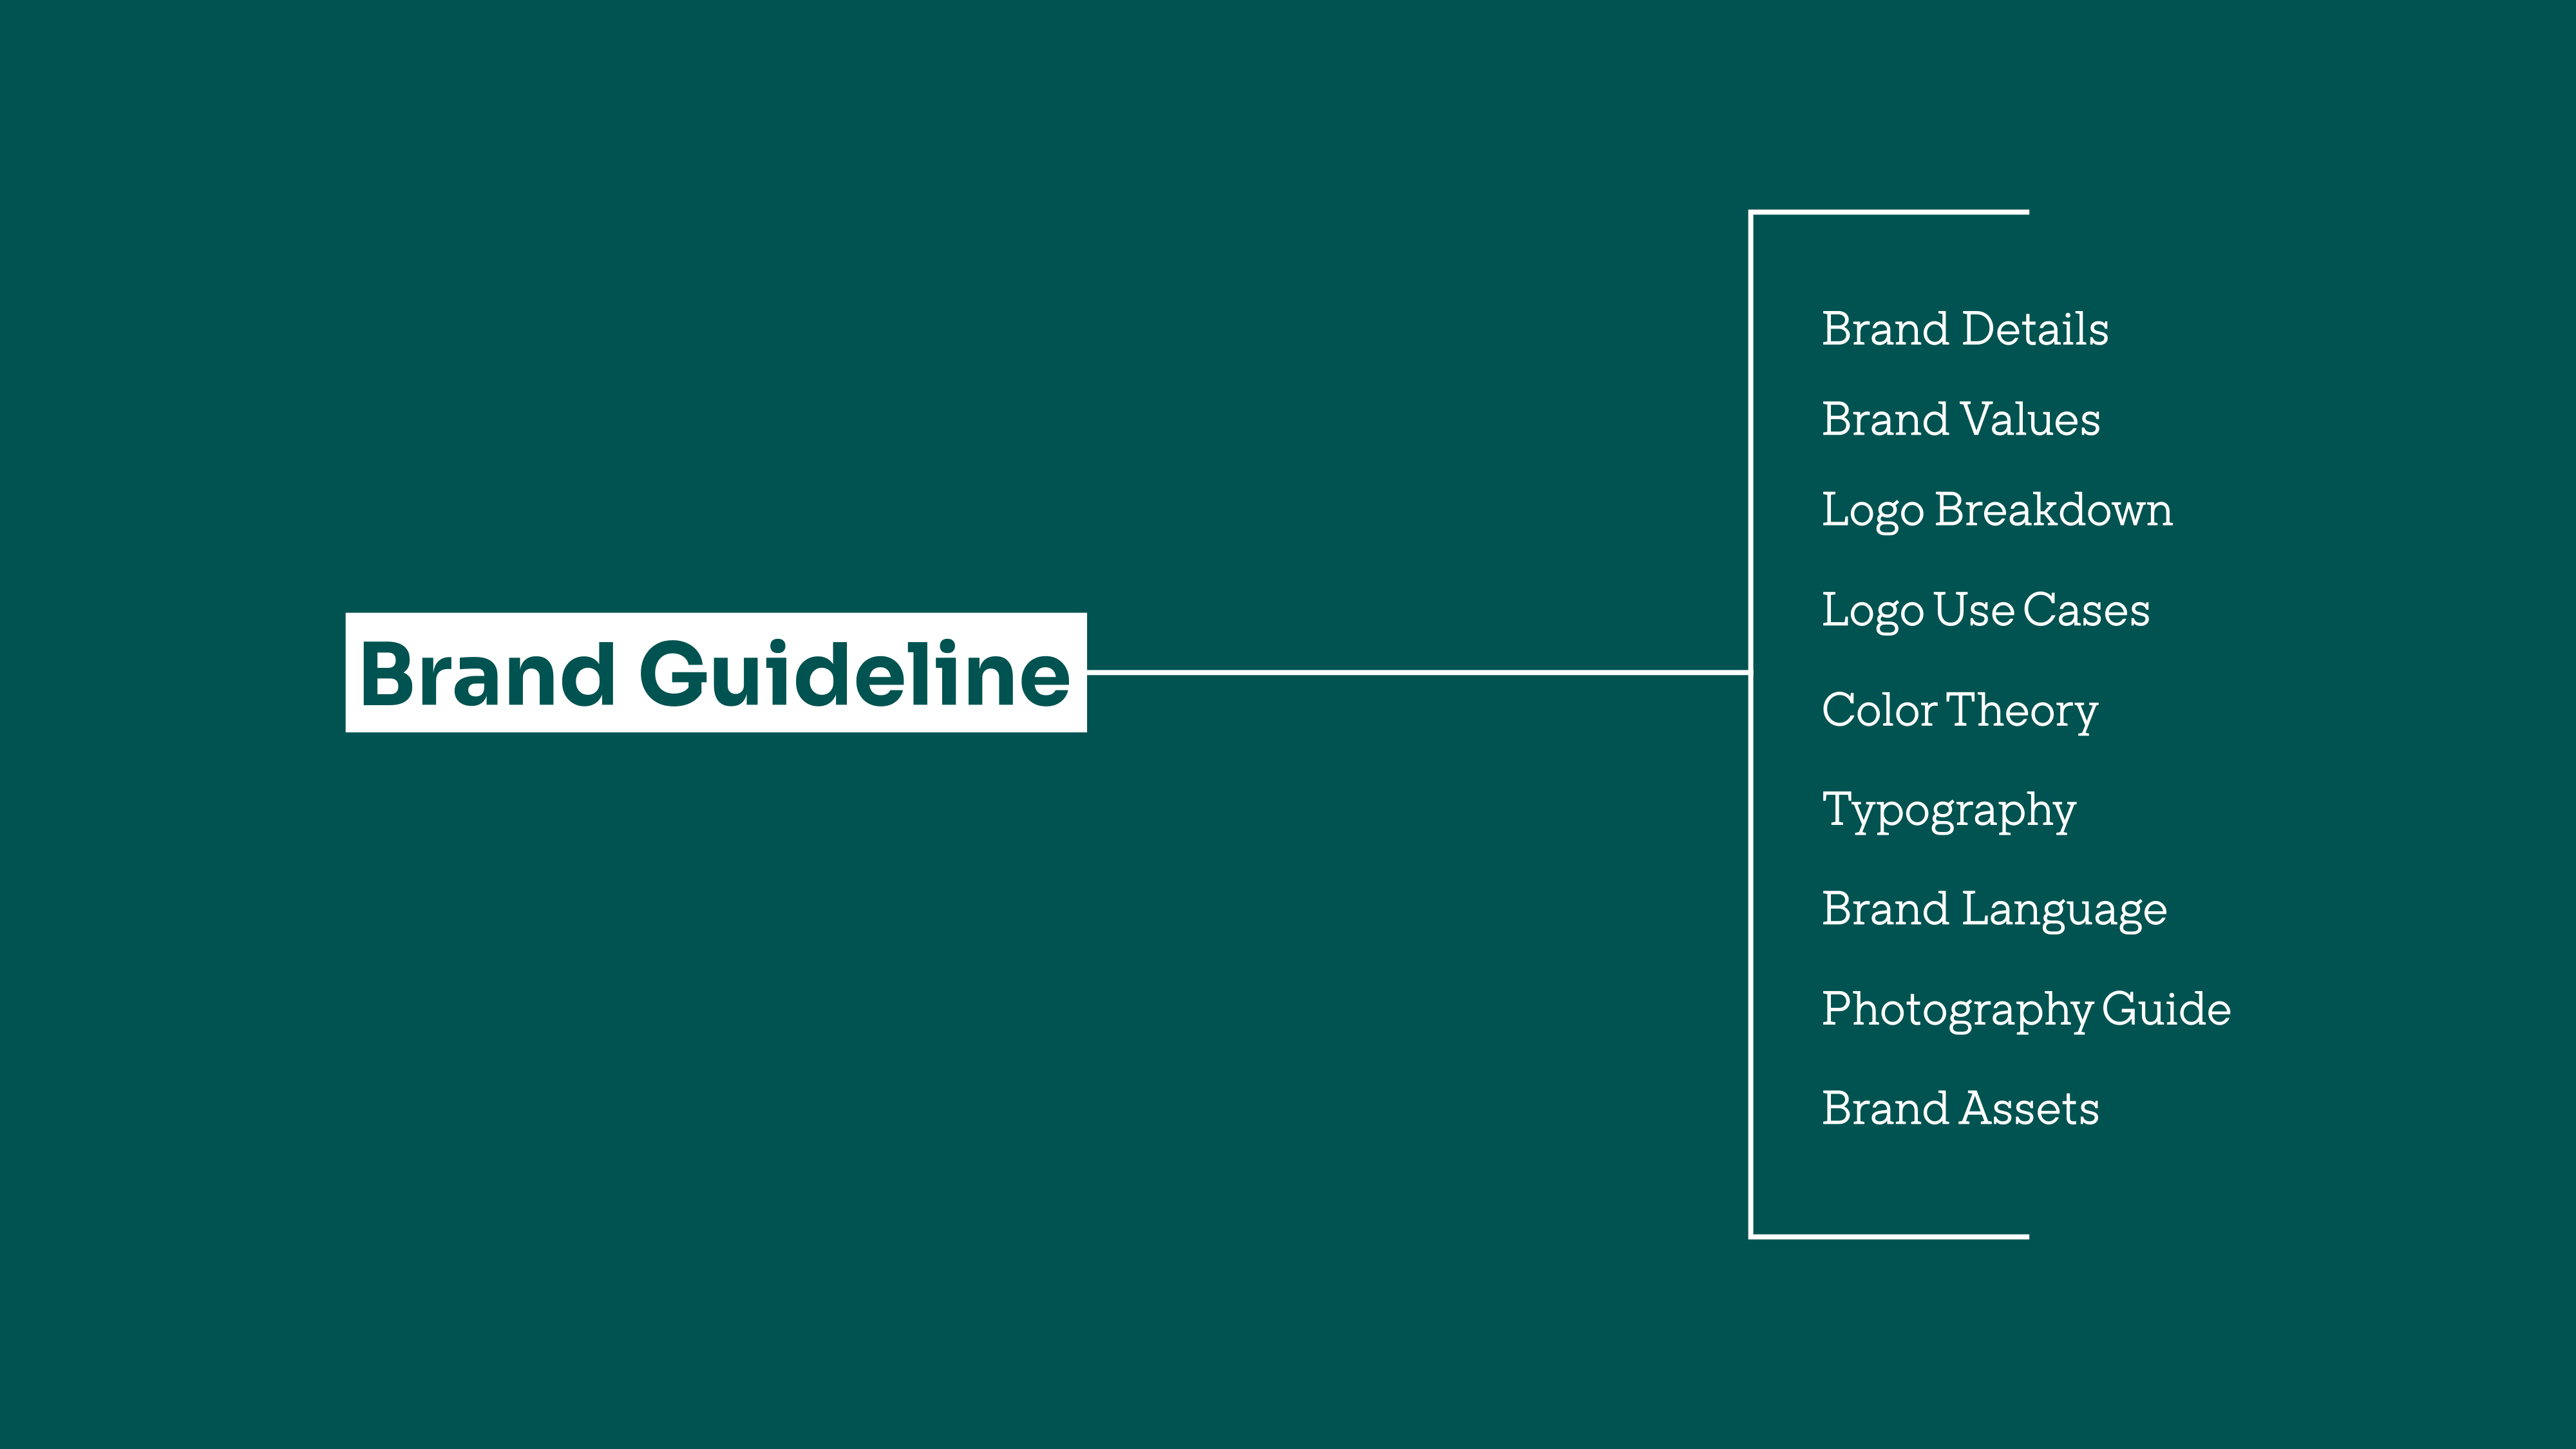 Brand Guideline
Brand Details
Brand Values
Logo Breakdown
Logo Use Cases
Color Theory
Typography
Brand Language
Photography Guide
Brand Assets